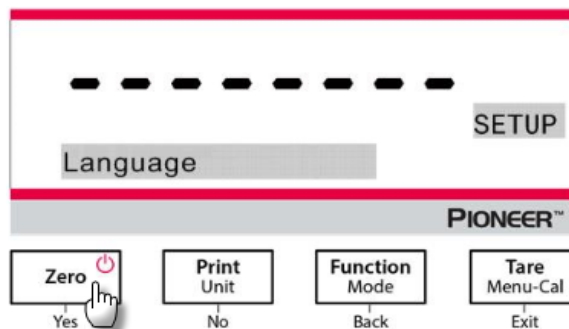 --------
SETUP
Language
PIONEER™
Zero Print Function Tare
Unit Mode Menu-Cal
Yes No Back Exit